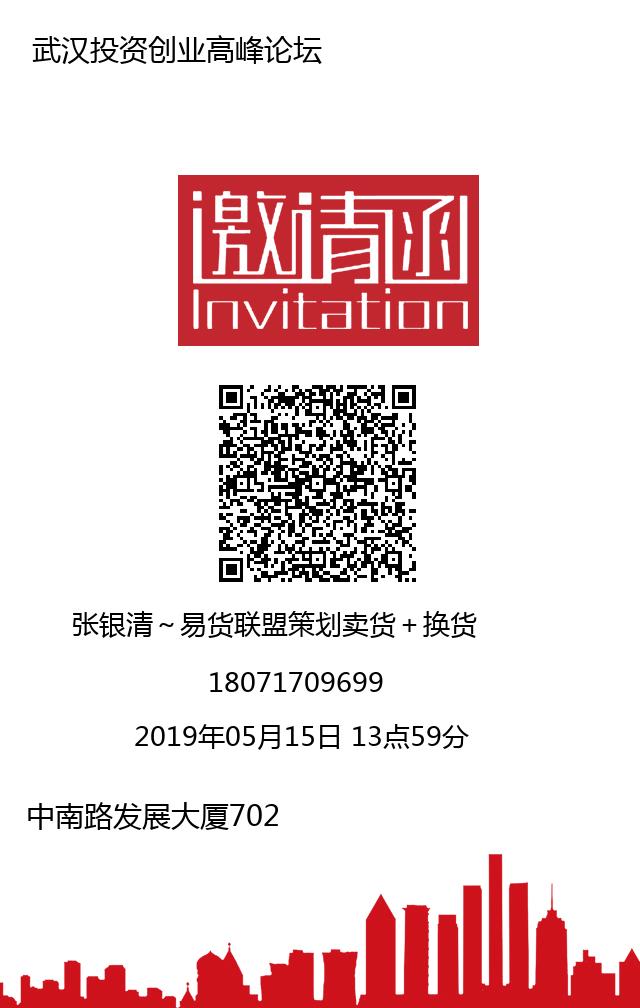 武汉投资创业高峰论坛
邀请函
Invitation
张银清~易货联盟策划卖货+换货
18071709699
2019年05月15日 13点59分
中南路发展大厦702